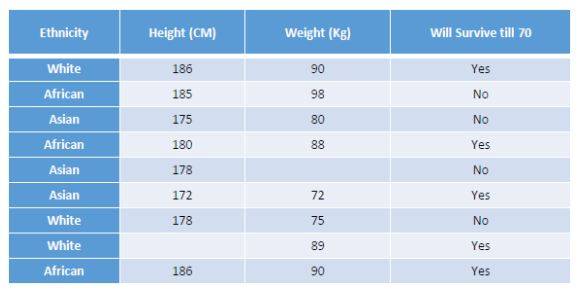 Ethnicity Height (CM) Weight (Kg) Will Survive till 70
White 186 90 Yes
African 185 98 No
Asian 175 80 No
African 180 88 Yes
Asian 178 No
Asian 172 72 Yes
White 178 75 No
White 89 Yes
African 186 90 Yes